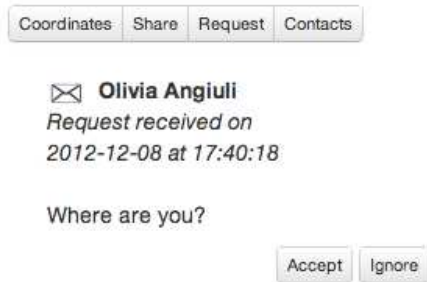 Coordinates Share Request Contacts
Olivia Angiuli
Request received on
2012-12-08 at 17:40:18
Where are you?
Accept Ignore